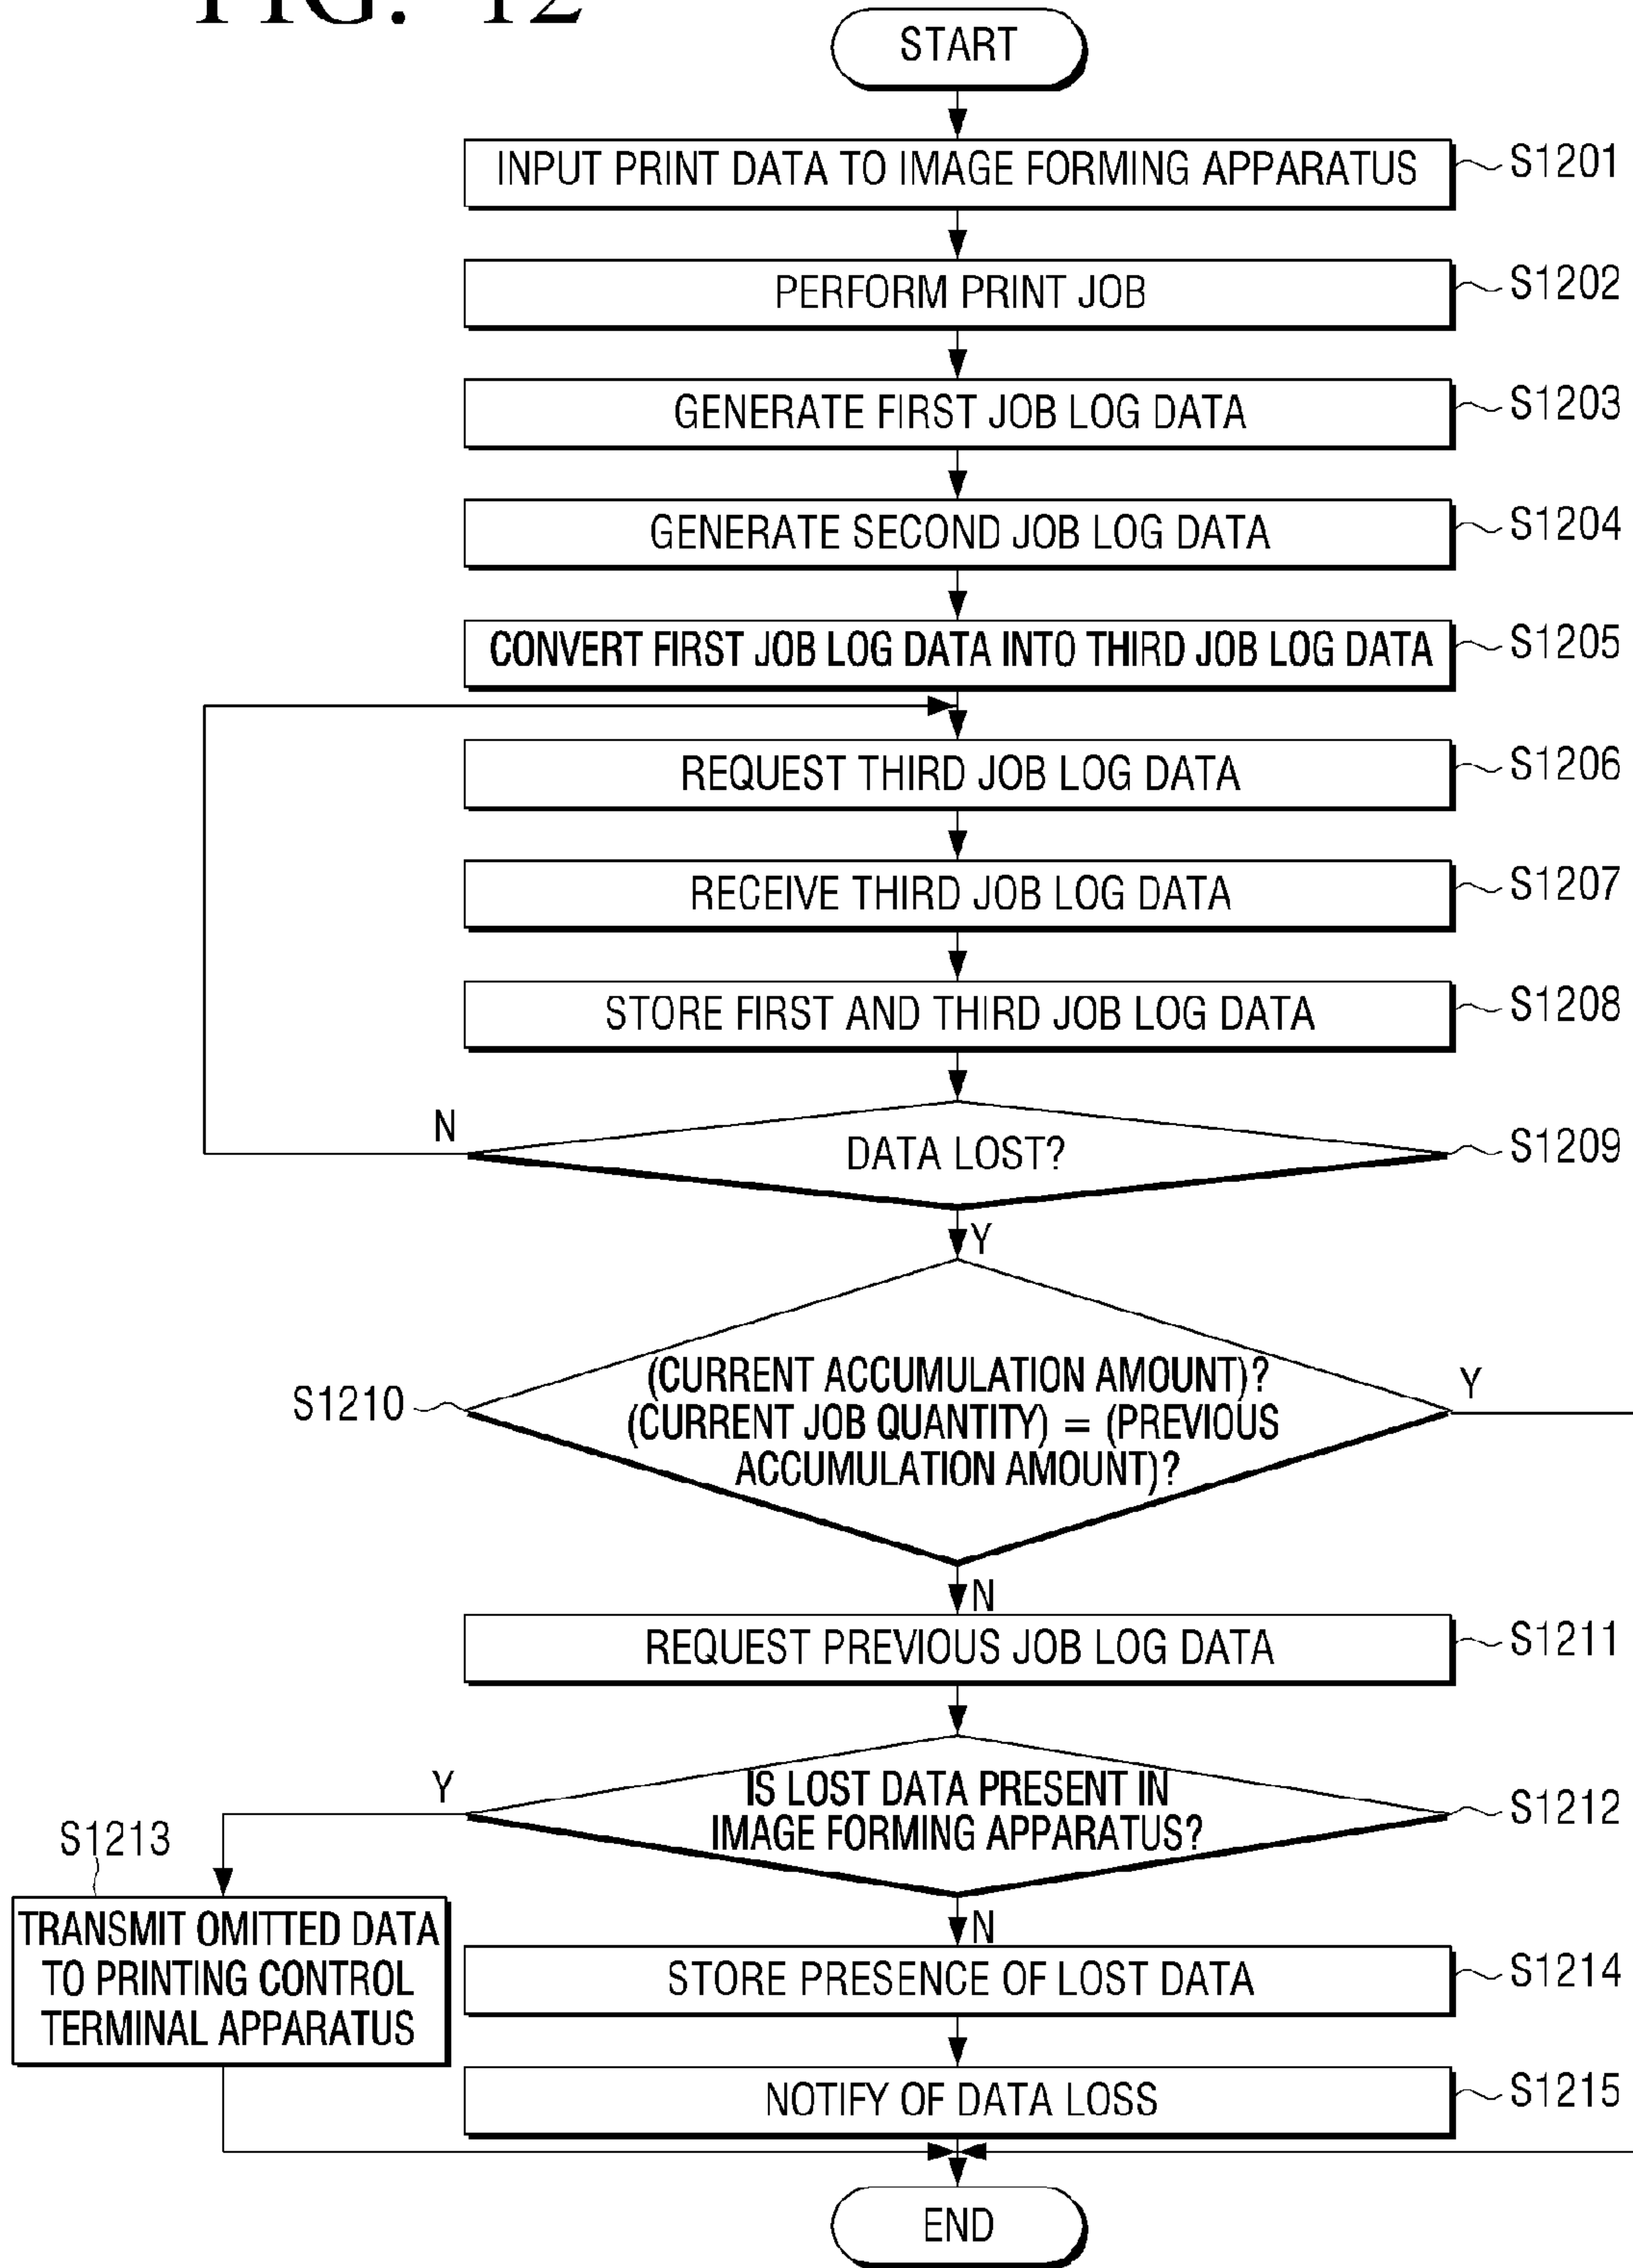 FIG. 12
START
INPUT PRINT DATA TO IMAGE FORMING APPARATUS
S1201
PERFORM PRINT JOB
S1202
GENERATE FIRST JOB LOG DATA
S1203
GENERATE SECOND JOB LOG DATA
S1204
CONVERT FIRST JOB LOG DATA INTO THIRD JOB LOG DATA
S1205
REQUEST THIRD JOB LOG DATA
S1206
RECEIVE THIRD JOB LOG DATA
S1207
STORE FIRST AND THIRD JOB LOG DATA
S1208
N
DATA LOST?
S1209
Y
S1210
(CURRENT ACCUMULATION AMOUNT)?
(CURRENT JOB QUANTITY) = (PREVIOUS
ACCUMULATION AMOUNT)?
Y
N
REQUEST PREVIOUS JOB LOG DATA
S1211
Y
IS LOST DATA PRESENT IN
IMAGE FORMING APPARATUS?
S1212
S1213
TRANSMIT OMITTED DATA
TO PRINTING CONTROL
TERMINAL APPARATUS
N
STORE PRESENCE OF LOST DATA
S1214
NOTIFY OF DATA LOSS
S1215
END